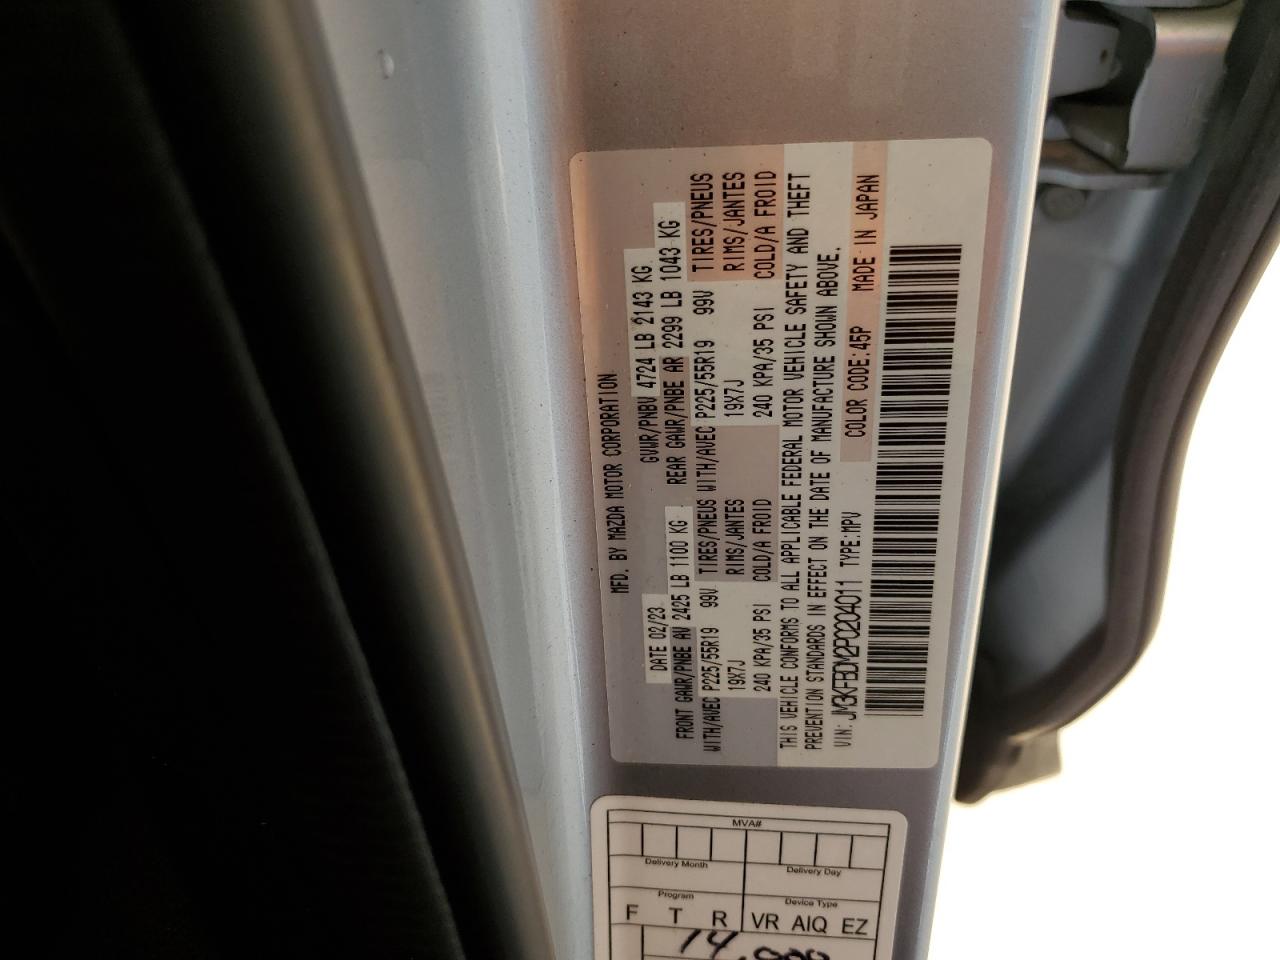 MFD. BY MAZDA MOTOR CORPORATION
DATE 02/23 GVWR/PNBV 4724 LB 2143 KG
FRONT GAWR/PNBE AV 2425 LB 1100 KG REAR GAWR/PNBE AR 2299 LB 1043 KG
WITH/AVEC P225/55R19 99V TIRES/PNEUS WITH/AVEC P225/55R19 99V TIRES/PNEUS
19X7J RIMS/JANTES 19X7J RIMS/JANTES
240 KPA/35 PSI COLD/A FROID 240 KPA/35 PSI COLD/A FROID
THIS VEHICLE CONFORMS TO ALL APPLICABLE FEDERAL MOTOR VEHICLE SAFETY AND THEFT
PREVENTION STANDARDS IN EFFECT ON THE DATE OF MANUFACTURE SHOWN ABOVE.
VIN: JM3KFBDM2P0204011 TYPE:MPV COLOR CODE:45P MADE IN JAPAN
MVA#
Delivery Month Delivery Day
Program Device Type
F T R VR AIQ EZ